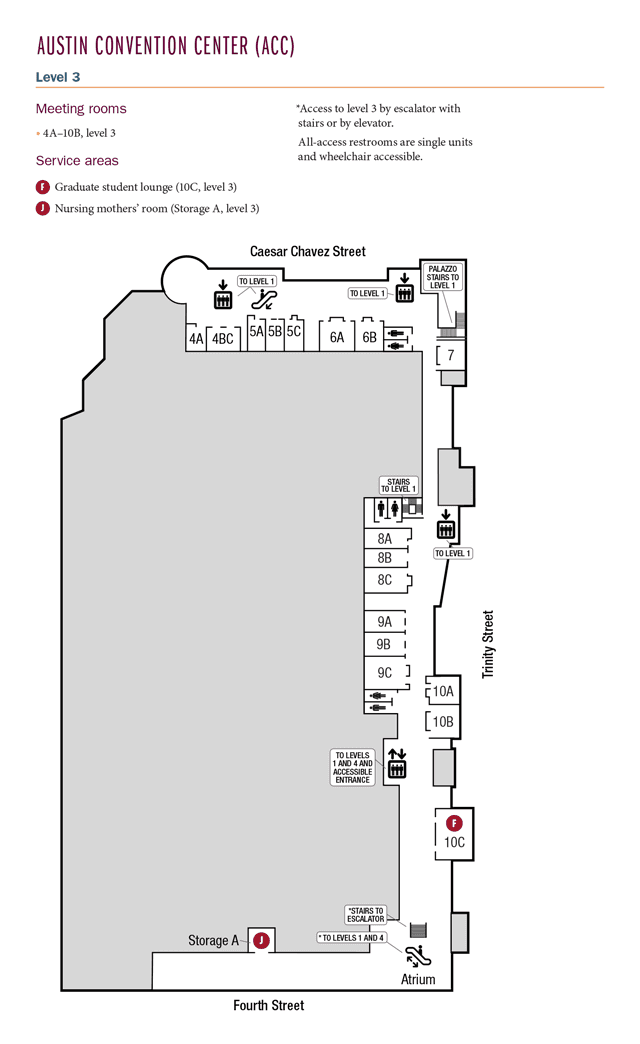 AUSTIN CONVENTION CENTER (ACC)
Level 3
Meeting rooms
• 4A–10B, level 3
Service areas
F Graduate student lounge (10C, level 3)
J Nursing mothers' room (Storage A, level 3)
*Access to level 3 by escalator with
stairs or by elevator.
All-access restrooms are single units
and wheelchair accessible.
Caesar Chavez Street
TO LEVEL 1
TO LEVEL 1
PALAZZO
STAIRS TO
LEVEL 1
4A
4BC
5A
5B
5C
6A
6B
7
STAIRS
TO LEVEL 1
8A
8B
8C
TO LEVEL 1
9A
9B
9C
Trinity Street
10A
10B
TO LEVELS
1 AND 4 AND
ACCESSIBLE
ENTRANCE
F
10C
*STAIRS TO
ESCALATOR
Storage A
J
* TO LEVELS 1 AND 4
Atrium
Fourth Street